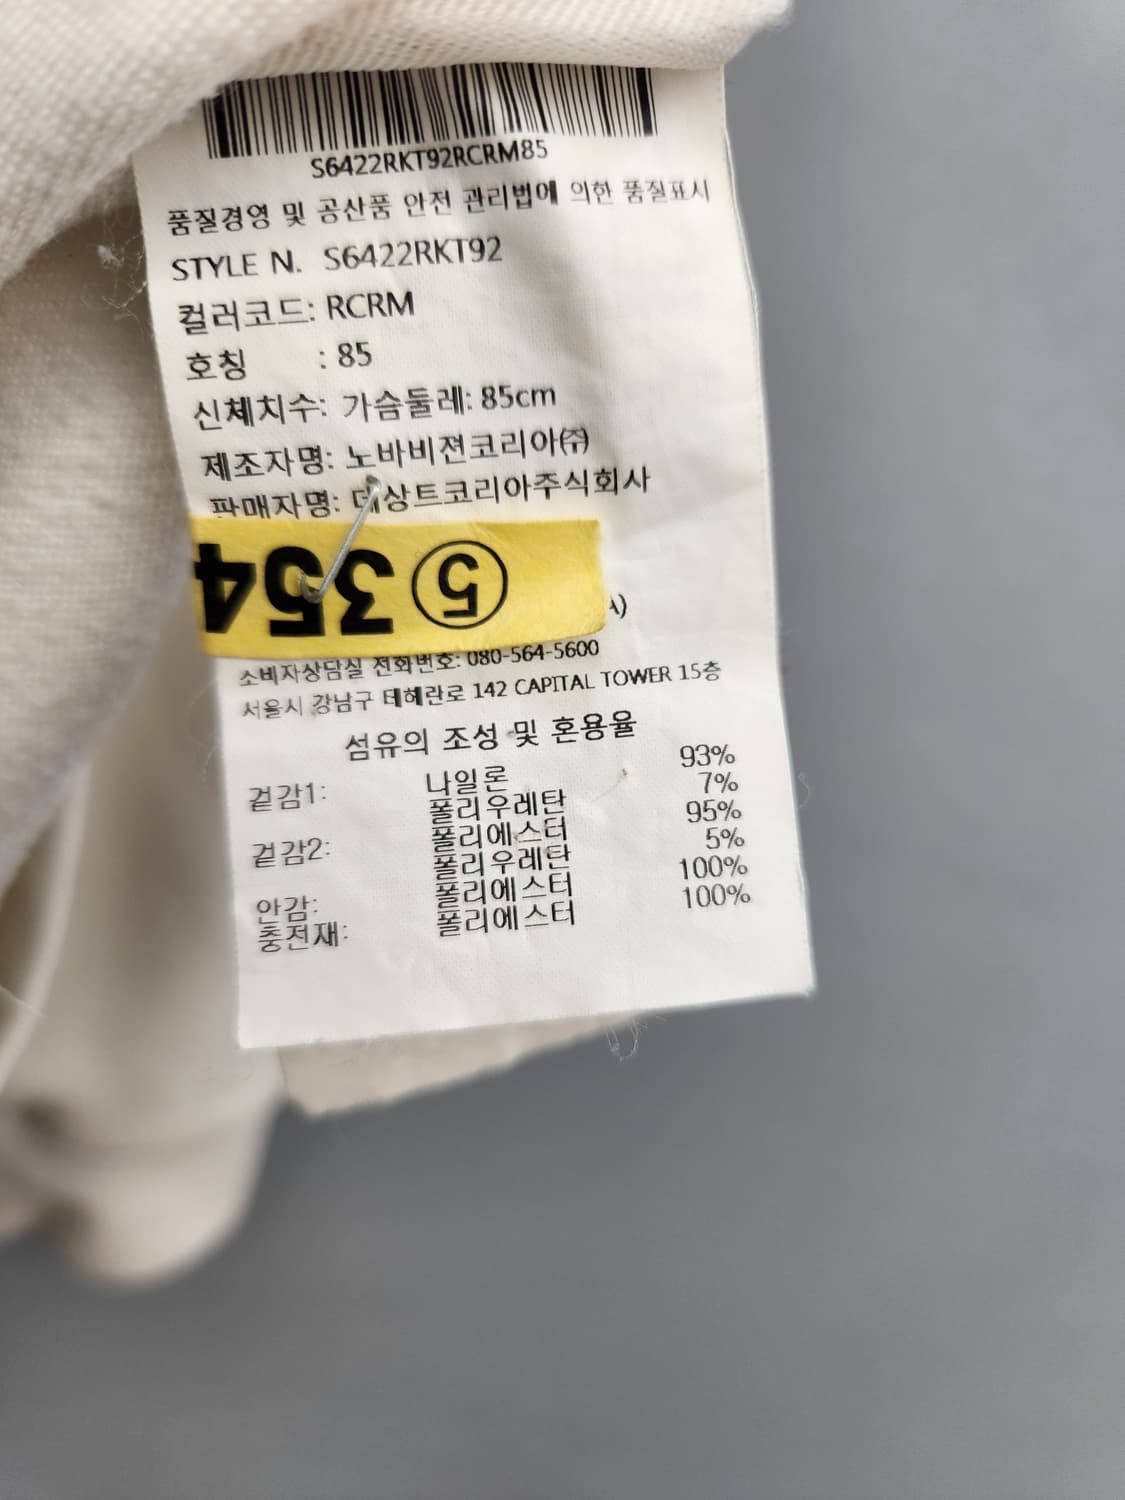 S6422RKT92RCRM85
품질경영 및 공산품 안전 관리법에 의한 품질표시
STYLE N. S6422RKT92
컬러코드: RCRM
호칭 : 85
신체치수: 가슴둘레: 85cm
제조자명: 노바비젼코리아㈜
판매자명: 데상트코리아주식회사
⑤ 354
A)
소비자상담실 전화번호: 080-564-5600
서울시 강남구 테헤란로 142 CAPITAL TOWER 15층
섬유의 조성 및 혼용율
겉감1: 나일론 93%
폴리우레탄 7%
겉감2: 폴리에스터 95%
폴리우레탄 5%
안감: 폴리에스터 100%
충전재: 폴리에스터 100%